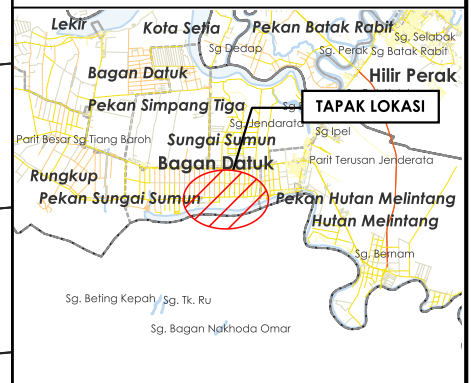 Lekir
Kota Setia
Pekan Batak Rabit
Sg. Selabak
Sg Dedap
Sg. Perak
Sg Batak Rabit
Bagan Datuk
Hilir Perak
Pekan Simpang Tiga
TAPAK LOKASI
Sg. Jendarata
Sg Ipel
Parit Besar Sg Tiang Baroh
Sungai Sumun
Bagan Datuk
Parit Terusan Jenderata
Rungkup
Pekan Sungai Sumun
Pekan Hutan Melintang
Hutan Melintang
Sg. Bernam
Sg. Beting Kepah
Sg. Tk. Ru
Sg. Bagan Nakhoda Omar